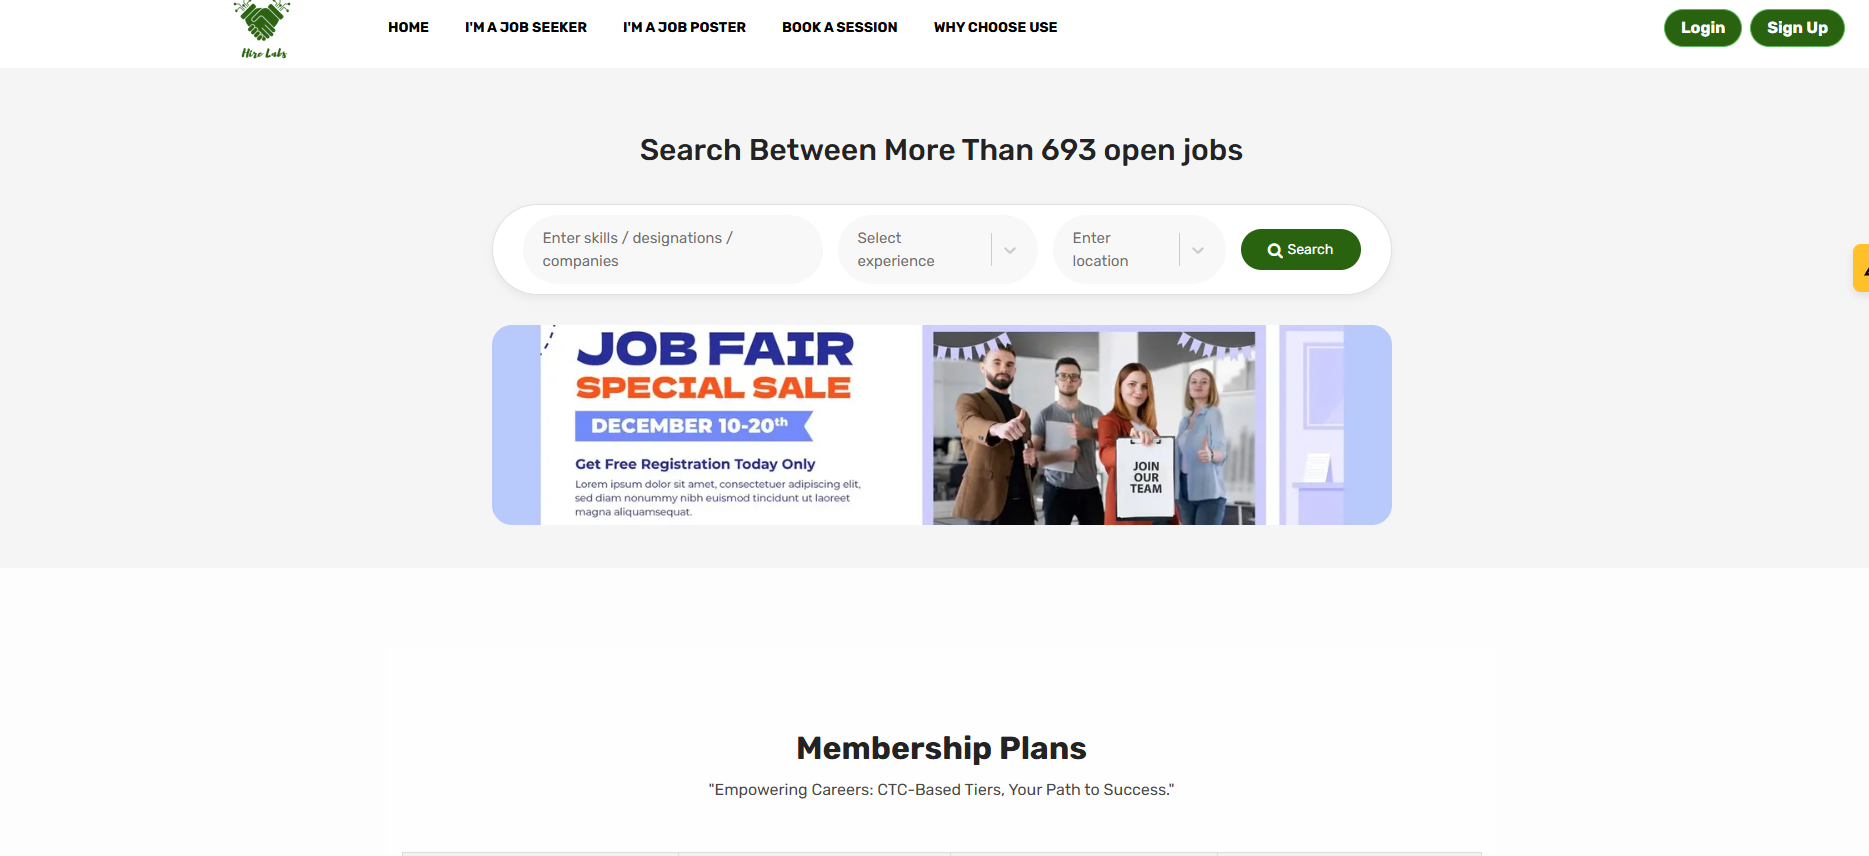 Hire Labs
HOME I'M A JOB SEEKER I'M A JOB POSTER BOOK A SESSION WHY CHOOSE USE
Login Sign Up
Search Between More Than 693 open jobs
Enter skills / designations /
companies
Select
experience
Enter
location
Search
JOB FAIR
SPECIAL SALE
DECEMBER 10-20th
Get Free Registration Today Only
Lorem ipsum dolor sit amet, consectetuer adipiscing elit,
sed diam nonummy nibh euismod tincidunt ut laoreet
magna aliquamsequat.
JOIN
OUR
TEAM
Membership Plans
"Empowering Careers: CTC-Based Tiers, Your Path to Success."